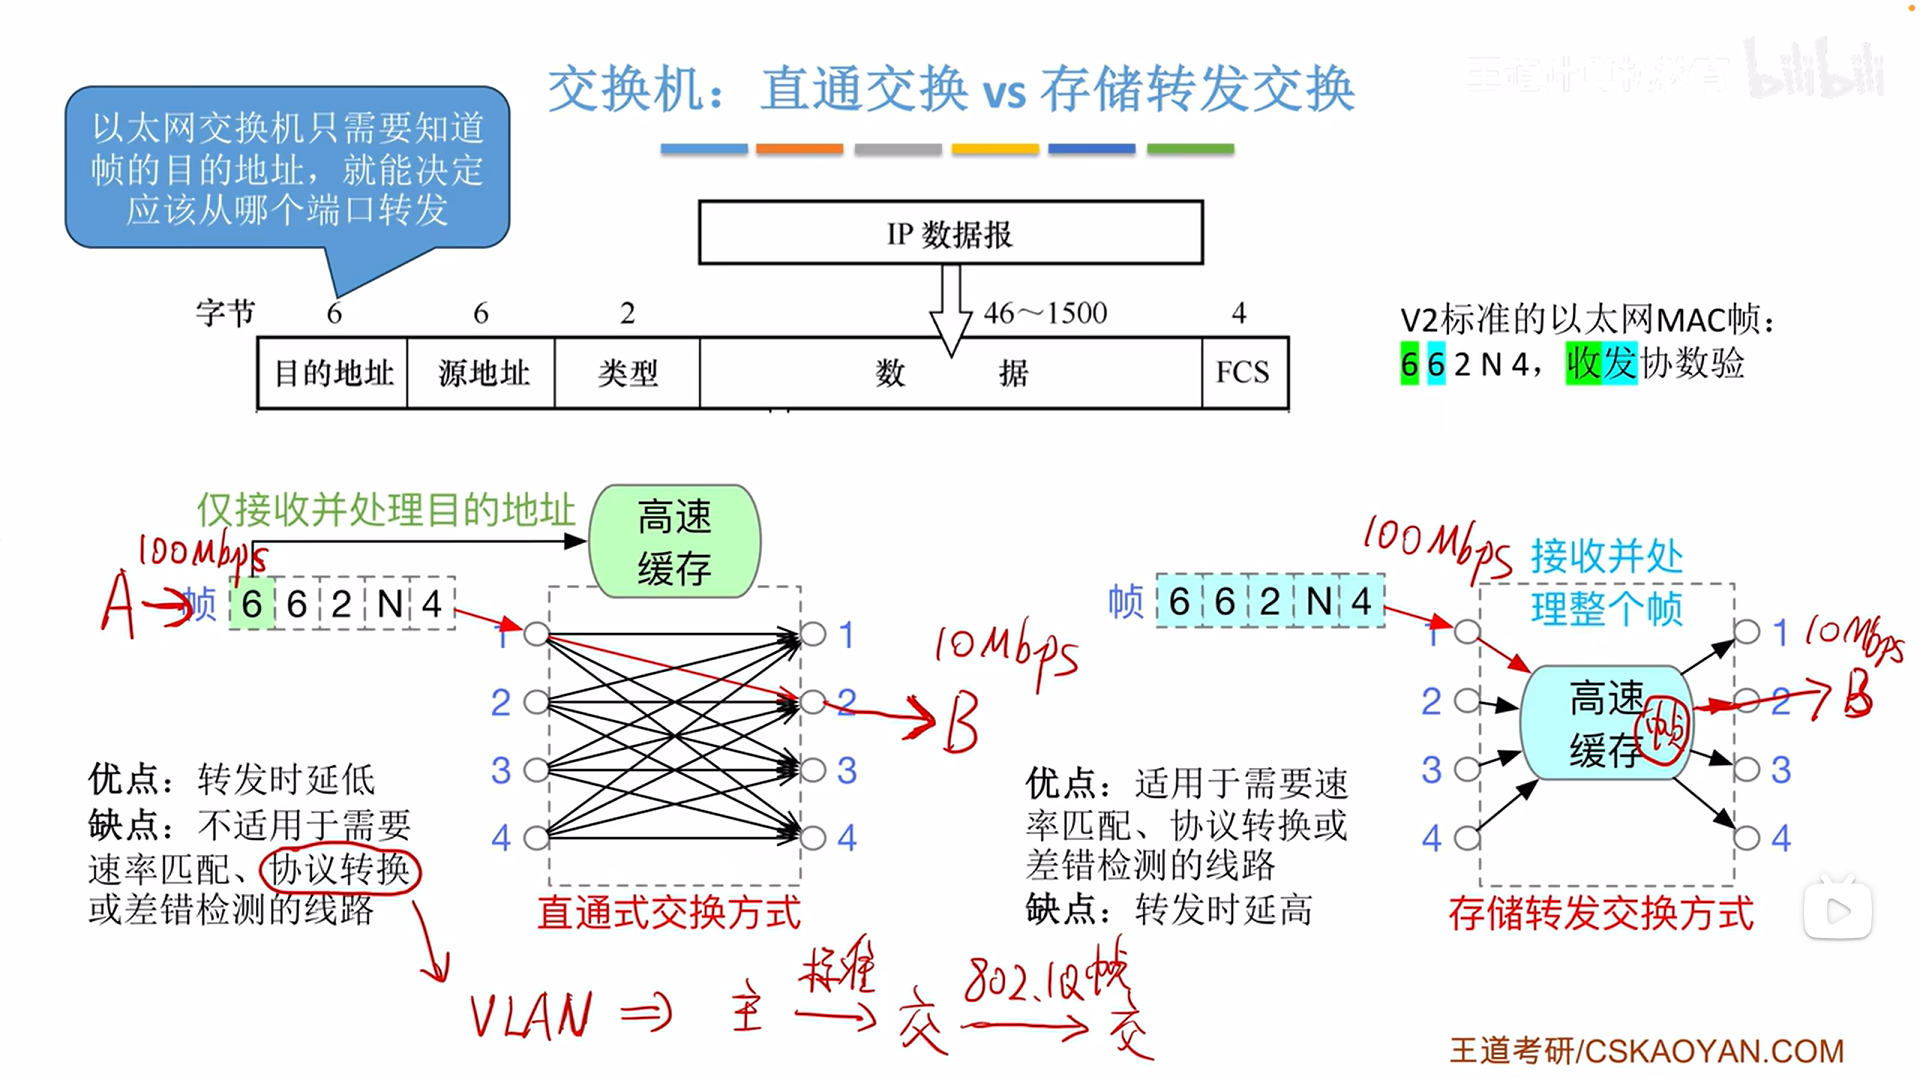 交换机：直通交换 vs 存储转发交换
bilibili
以太网交换机只需要知道
帧的目的地址，就能决定
应该从哪个端口转发
IP 数据报
字节 6 6 2 46～1500 4
目的地址 源地址 类型 数 据 FCS
V2标准的以太网MAC帧：
6 6 2 N 4，收发协数验
仅接收并处理目的地址
高速
缓存
100Mbps
A
帧 6 6 2 N 4
1 1
2 2
3 3
4 4
10Mbps
B
优点：转发时延低
缺点：不适用于需要
速率匹配、协议转换
或差错检测的线路
直通式交换方式
100Mbps
接收并处
理整个帧
帧 6 6 2 N 4
1 1
2 2
3 3
4 4
高速
缓存
帧
10Mbps
B
优点：适用于需要速
率匹配、协议转换或
差错检测的线路
缺点：转发时延高
存储转发交换方式
VLAN ⇒ 主 标准 交 802.1Q帧 交
王道考研/CSKAOYAN.COM